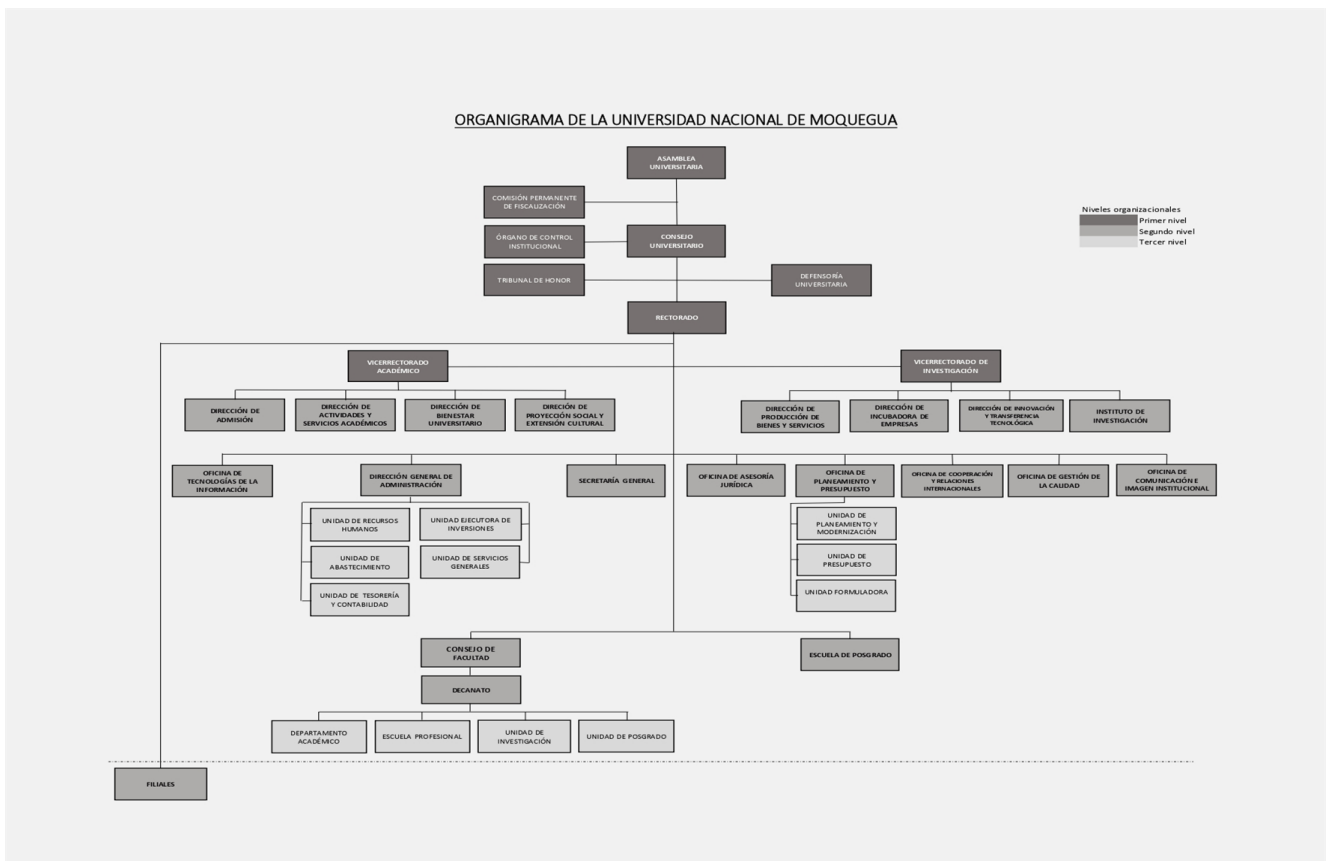 ORGANIGRAMA DE LA UNIVERSIDAD NACIONAL DE MOQUEGUA
ASAMBLEA
UNIVERSITARIA
COMISIÓN PERMANENTE
DE FISCALIZACIÓN
Niveles organizacionales
Primer nivel
Segundo nivel
Tercer nivel
ÓRGANO DE CONTROL
INSTITUCIONAL
CONSEJO
UNIVERSITARIO
TRIBUNAL DE HONOR
DEFENSORÍA
UNIVERSITARIA
RECTORADO
VICERRECTORADO
ACADÉMICO
VICERRECTORADO DE
INVESTIGACIÓN
DIRECCIÓN DE
ADMISIÓN
DIRECCIÓN DE
ACTIVIDADES Y
SERVICIOS ACADÉMICOS
DIRECCIÓN DE
BIENESTAR
UNIVERSITARIO
DIRECIÓN DE
PROYECCIÓN SOCIAL Y
EXTENSIÓN CULTURAL
DIRECCIÓN DE
PRODUCCIÓN DE
BIENES Y SERVICIOS
DIRECCIÓN DE
INCUBADORA DE
EMPRESAS
DIRECCIÓN DE INNOVACIÓN
Y TRANSFERENCIA
TECNOLÓGICA
INSTITUTO DE
INVESTIGACIÓN
OFICINA DE
TECNOLOGÍAS DE LA
INFORMACIÓN
DIRECCIÓN GENERAL DE
ADMINISTRACIÓN
SECRETARÍA GENERAL
OFICINA DE ASESORÍA
JURÍDICA
OFICINA DE
PLANEAMIENTO Y
PRESUPUESTO
OFICINA DE COOPERACIÓN
Y RELACIONES
INTERNACIONALES
OFICINA DE GESTIÓN DE
LA CALIDAD
OFICINA DE
COMUNICACIÓN E
IMAGEN INSTITUCIONAL
UNIDAD DE RECURSOS
HUMANOS
UNIDAD EJECUTORA DE
INVERSIONES
UNIDAD DE
ABASTECIMIENTO
UNIDAD DE SERVICIOS
GENERALES
UNIDAD DE TESORERÍA
Y CONTABILIDAD
UNIDAD DE
PLANEAMIENTO Y
MODERNIZACIÓN
UNIDAD DE
PRESUPUESTO
UNIDAD FORMULADORA
CONSEJO DE
FACULTAD
ESCUELA DE POSGRADO
DECANATO
DEPARTAMENTO
ACADÉMICO
ESCUELA PROFESIONAL
UNIDAD DE
INVESTIGACIÓN
UNIDAD DE POSGRADO
FILIALES